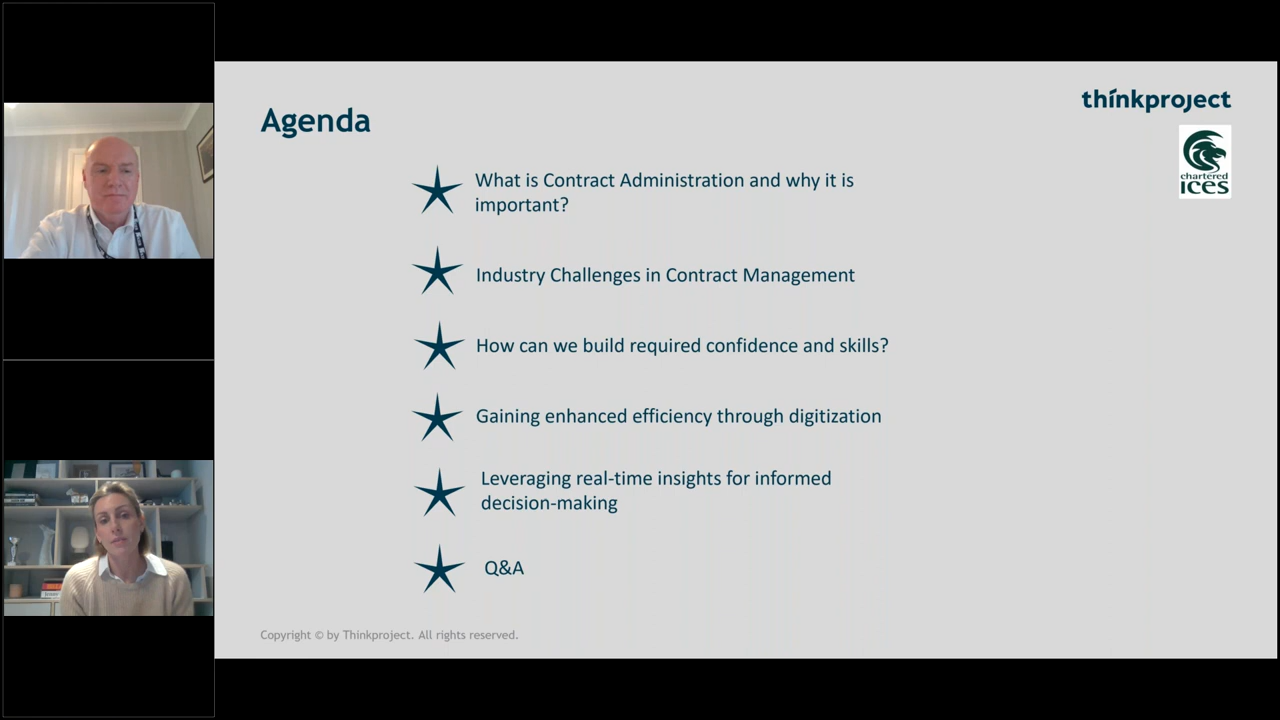 Agenda
thinkproject
chartered
ices
What is Contract Administration and why it is
important?
Industry Challenges in Contract Management
How can we build required confidence and skills?
Gaining enhanced efficiency through digitization
Leveraging real-time insights for informed
decision-making
Q&A
Copyright © by Thinkproject. All rights reserved.